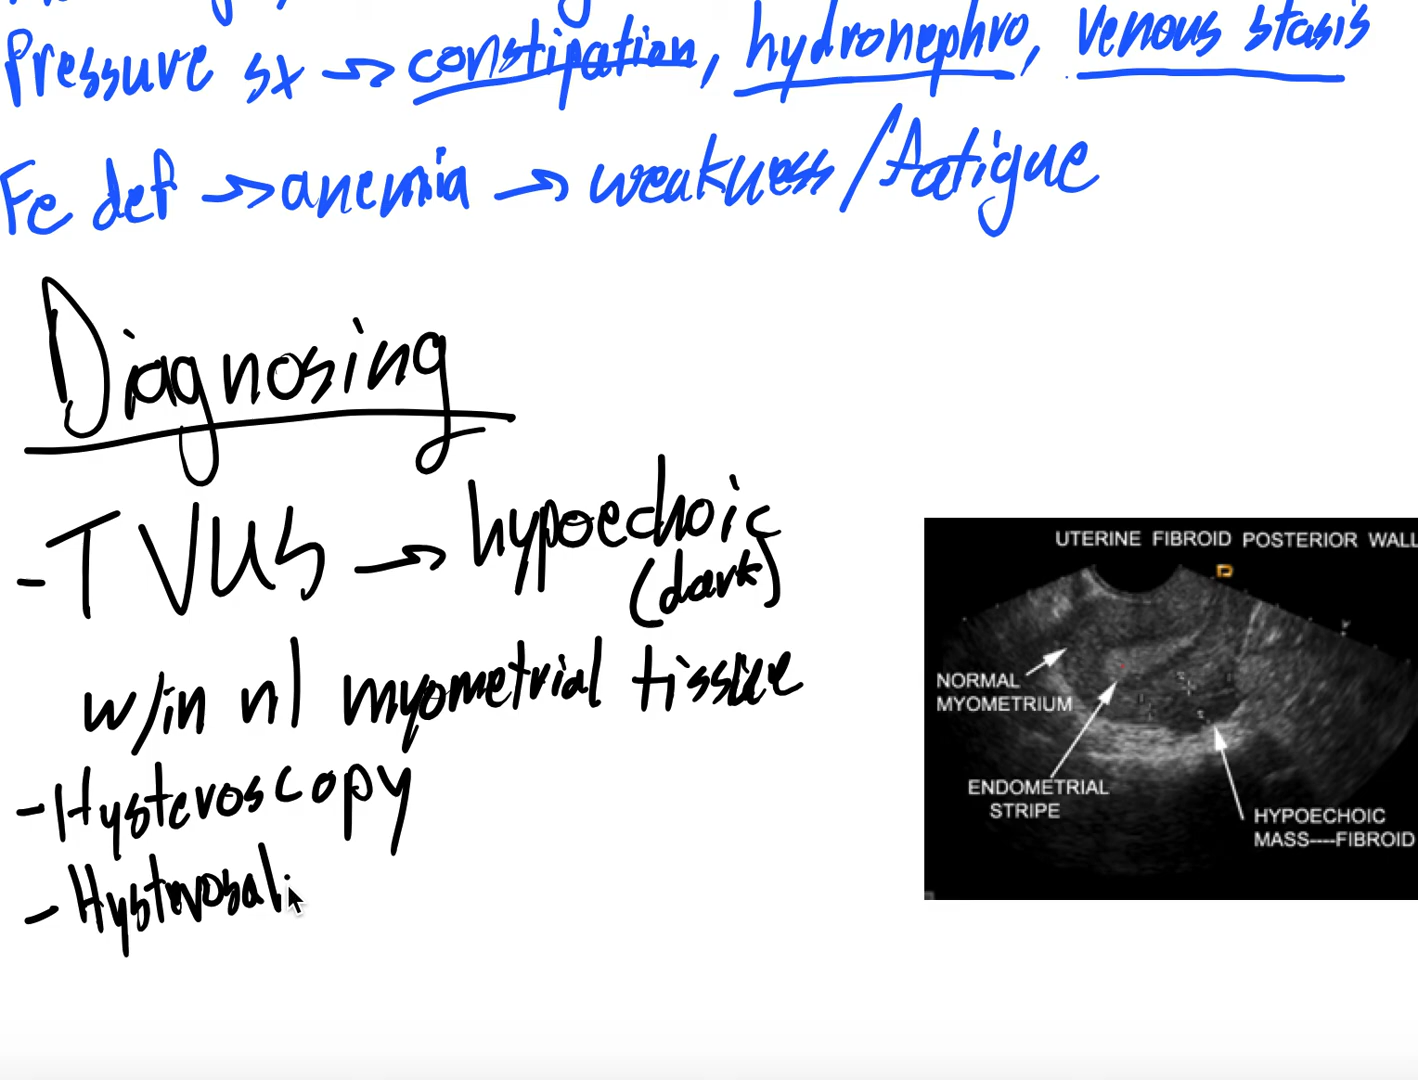 Pressure sx → constipation, hydronephro, venous stasis
Fe def → anemia → weakness/fatigue
Diagnosing
- TVUS → hypoechoic
(dark)
w/in nl myometrial tissue
- Hysteroscopy
- Hysterosali
UTERINE FIBROID POSTERIOR WALL
NORMAL
MYOMETRIUM
ENDOMETRIAL
STRIPE
HYPOECHOIC
MASS----FIBROID